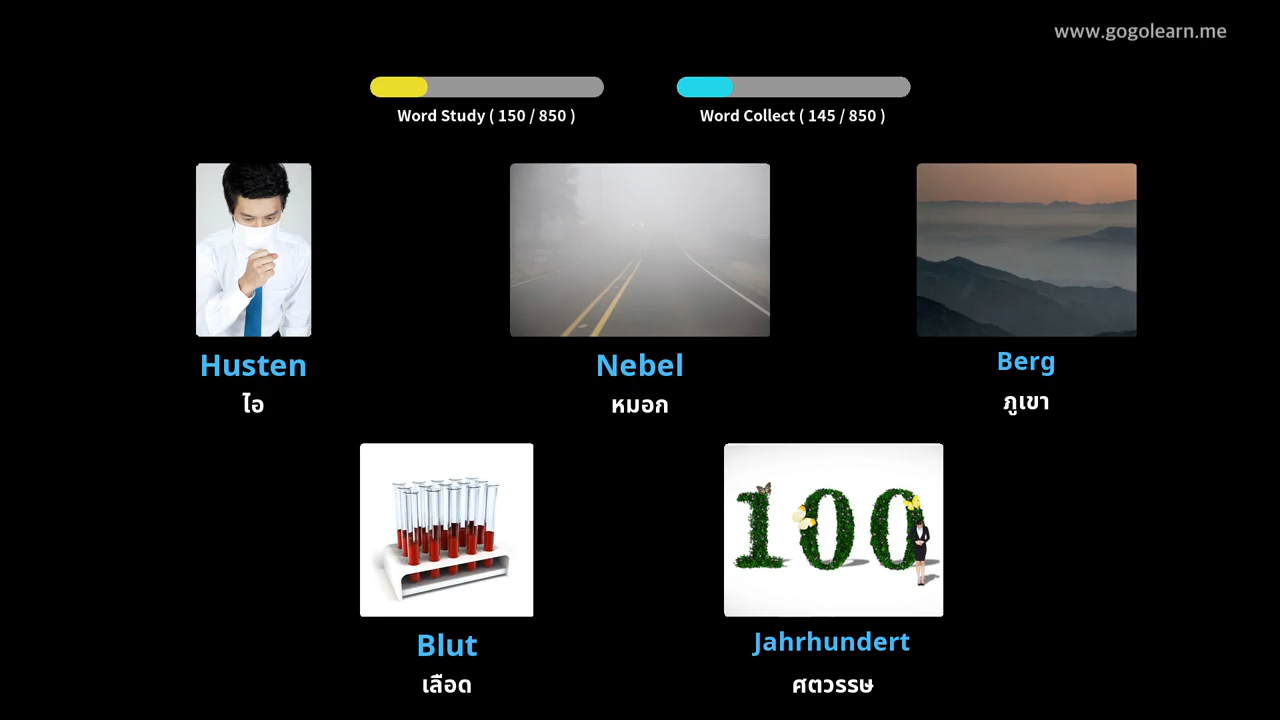 www.gogolearn.me
Word Study ( 150 / 850 )
Word Collect ( 145 / 850 )
Husten
ไอ
Nebel
หมอก
Berg
ภูเขา
Blut
เลือด
100
Jahrhundert
ศตวรรษ